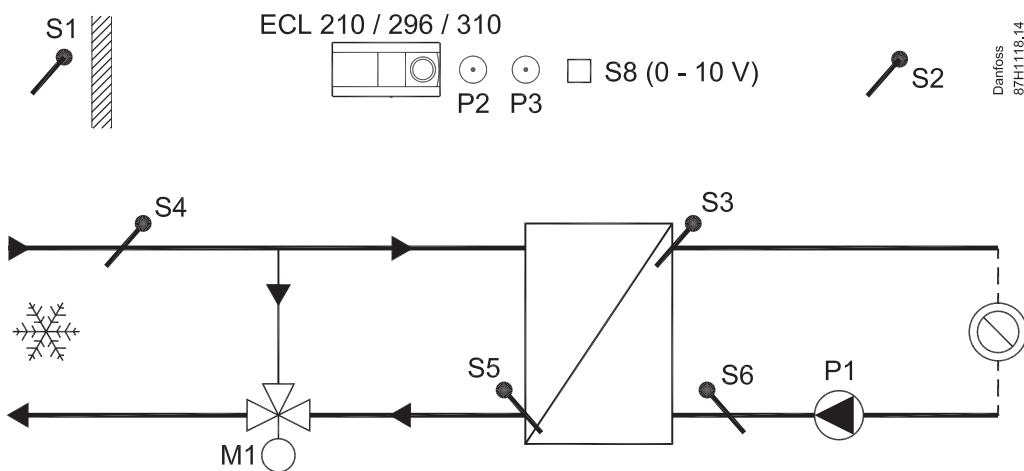 S1
ECL 210 / 296 / 310
P2
P3
S8 (0 - 10 V)
S2
Danfoss
87H1118.14
S4
S3
S5
S6
P1
M1